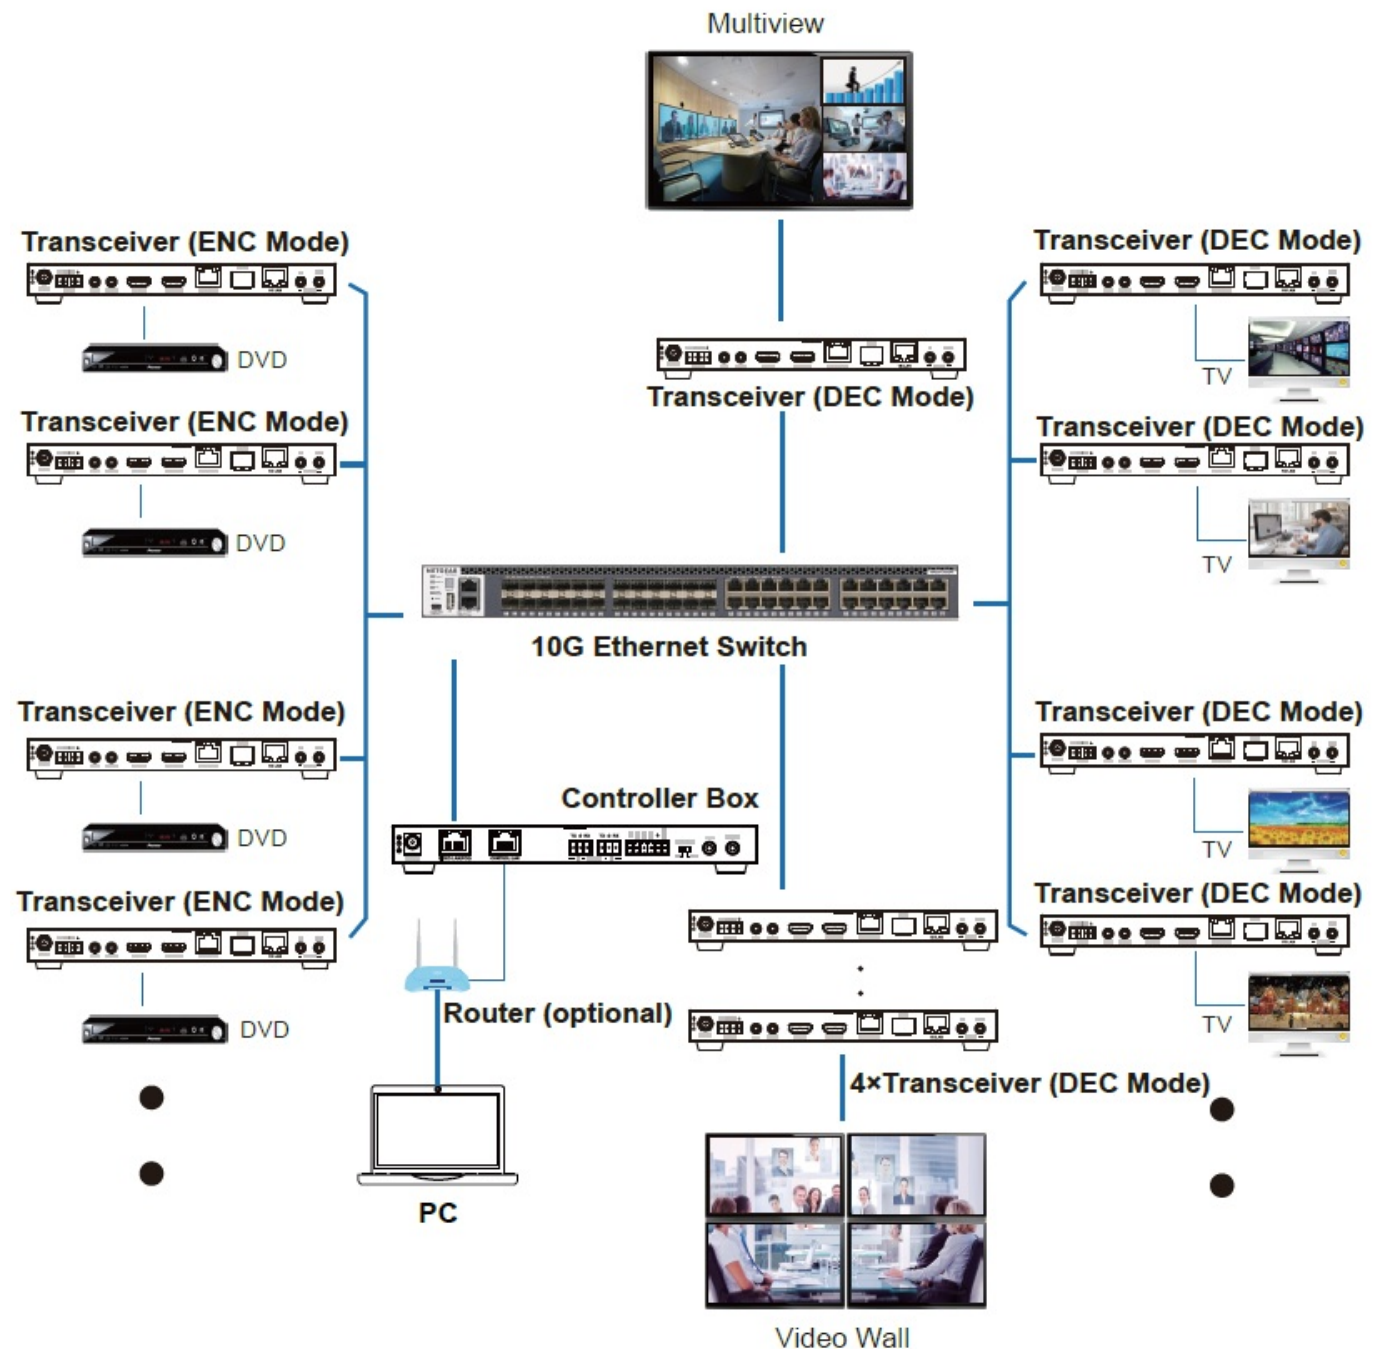 Multiview
Transceiver (ENC Mode)
Transceiver (DEC Mode)
DVD
TV
Transceiver (DEC Mode)
Transceiver (ENC Mode)
Transceiver (DEC Mode)
DVD
TV
NETGEAR
10G Ethernet Switch
Transceiver (ENC Mode)
Transceiver (DEC Mode)
Controller Box
DVD
TV
Transceiver (ENC Mode)
Transceiver (DEC Mode)
Router (optional)
DVD
TV
4×Transceiver (DEC Mode)
PC
Video Wall